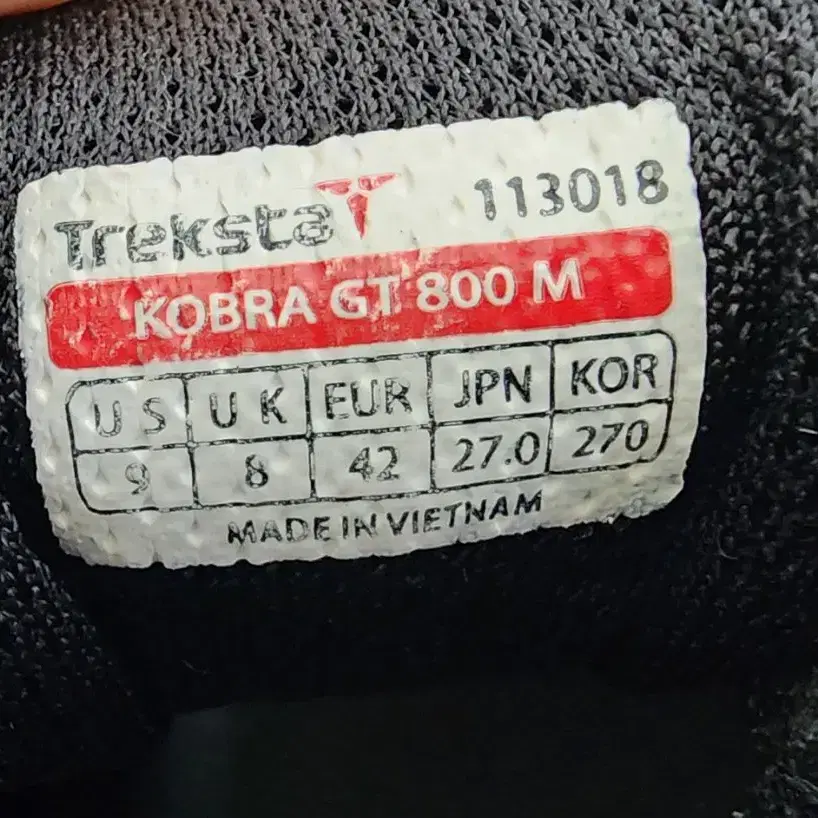 Treksta 113018
KOBRA GT 800 M
US UK EUR JPN KOR
9 8 42 27.0 270
MADE IN VIETNAM